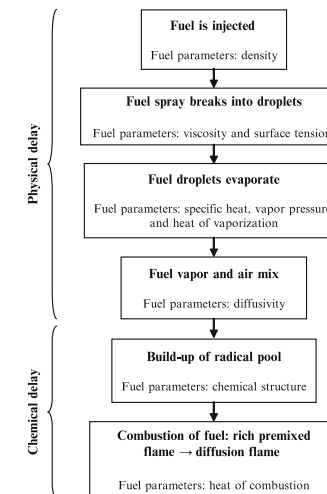 Fuel is injected
Fuel parameters: density
Fuel spray breaks into droplets
Fuel parameters: viscosity and surface tension
Fuel droplets evaporate
Fuel parameters: specific heat, vapor pressure
and heat of vaporization
Fuel vapor and air mix
Fuel parameters: diffusivity
Physical delay
Build-up of radical pool
Fuel parameters: chemical structure
Combustion of fuel: rich premixed
flame → diffusion flame
Fuel parameters: heat of combustion
Chemical delay